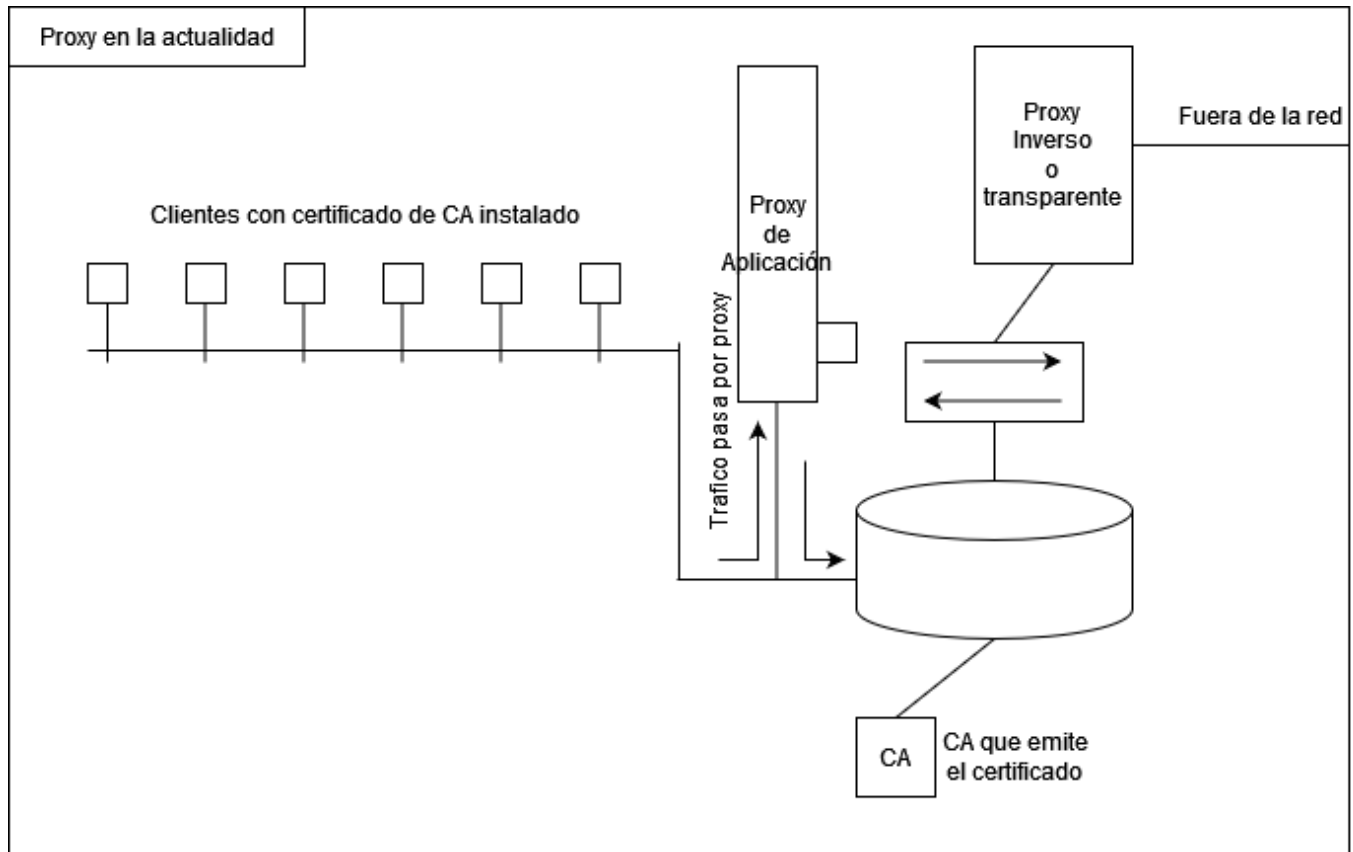 Proxy en la actualidad
Proxy
Inverso
o
transparente
Fuera de la red
Clientes con certificado de CA instalado
Proxy
de
Aplicación
Trafico pasa por proxy
CA
CA que emite
el certificado